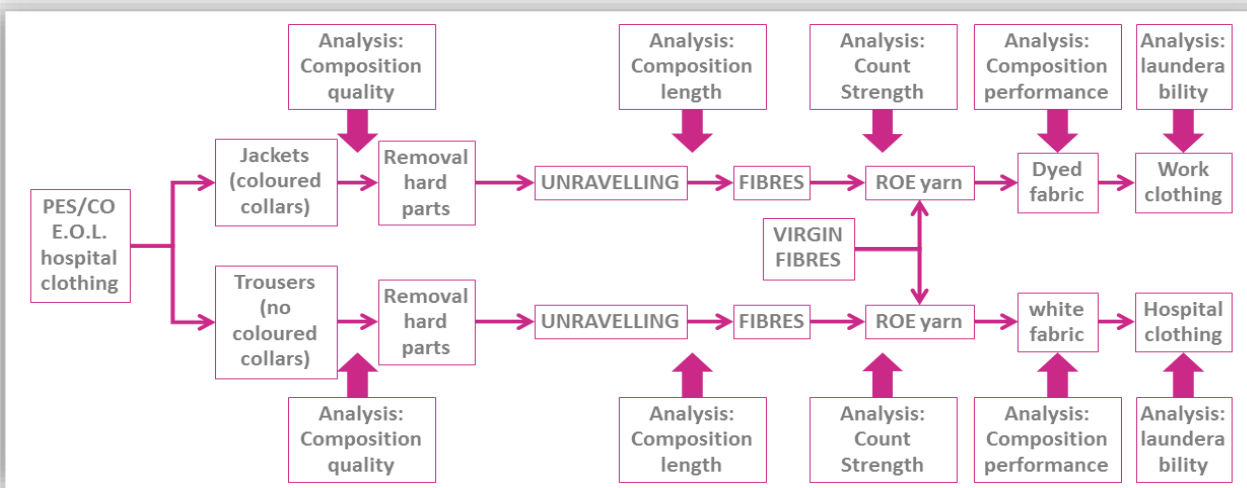 Analysis:
Composition
quality
Analysis:
Composition
length
Analysis:
Count
Strength
Analysis:
Composition
performance
Analysis:
laundera
bility
PES/CO
E.O.L.
hospital
clothing
Jackets
(coloured
collars)
Removal
hard
parts
UNRAVELLING
FIBRES
ROE yarn
Dyed
fabric
Work
clothing
VIRGIN
FIBRES
Trousers
(no
coloured
collars)
Removal
hard
parts
UNRAVELLING
FIBRES
ROE yarn
white
fabric
Hospital
clothing
Analysis:
Composition
quality
Analysis:
Composition
length
Analysis:
Count
Strength
Analysis:
Composition
performance
Analysis:
laundera
bility